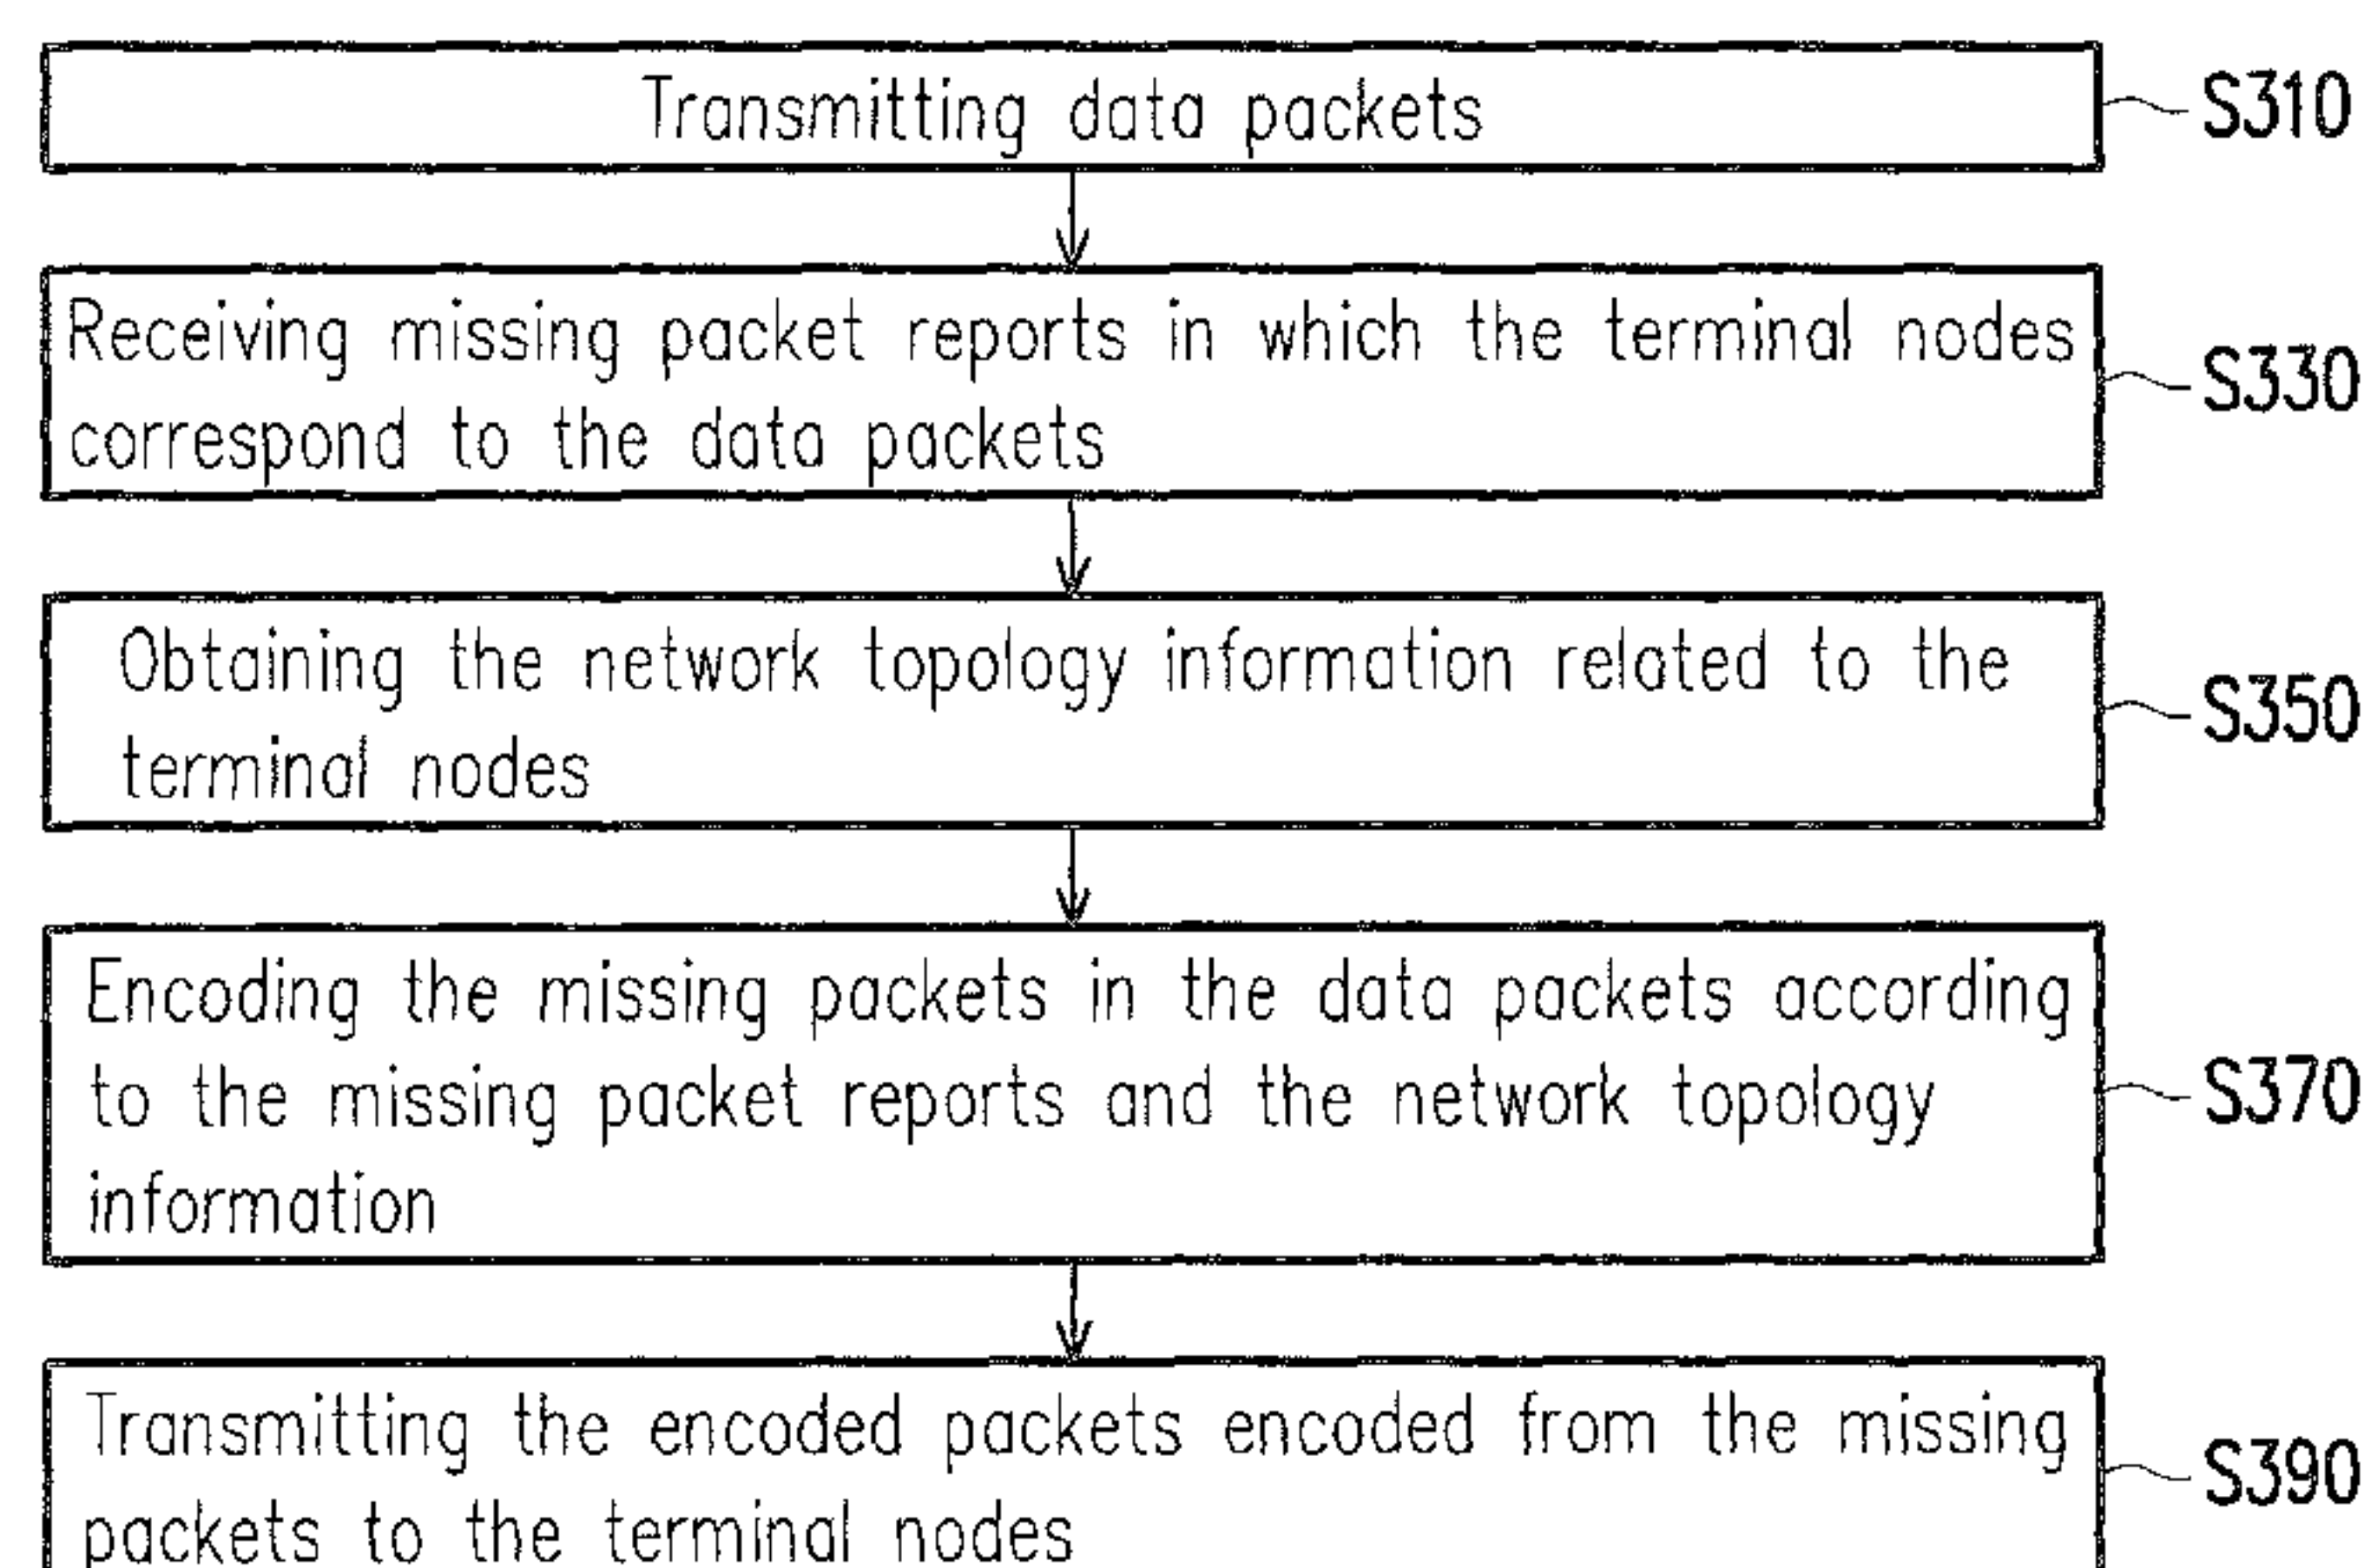 Transmitting data packets
S310
Receiving missing packet reports in which the terminal nodes
correspond to the data packets
S330
Obtaining the network topology information related to the
terminal nodes
S350
Encoding the missing packets in the data packets according
to the missing packet reports and the network topology
information
S370
Transmitting the encoded packets encoded from the missing
packets to the terminal nodes
S390